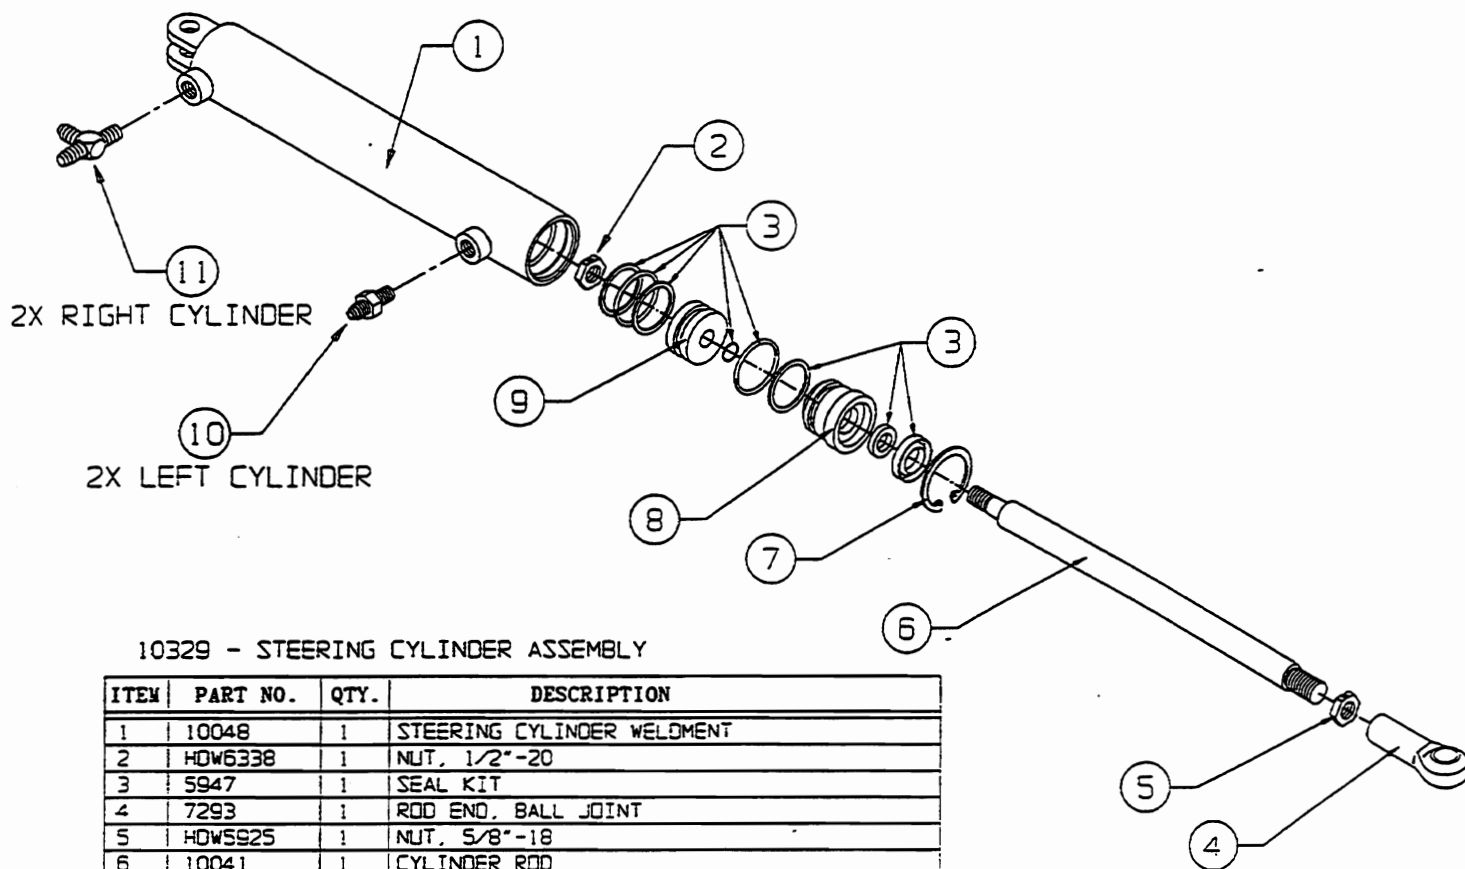 1
2
3
11
2X RIGHT CYLINDER
3
9
10
2X LEFT CYLINDER
8
7
6
10329 - STEERING CYLINDER ASSEMBLY
ITEM PART NO. QTY. DESCRIPTION
1 10048 1 STEERING CYLINDER WELDMENT
2 HDW6338 1 NUT, 1/2"-20
3 5947 1 SEAL KIT
4 7293 1 ROD END, BALL JOINT
5 HDW5925 1 NUT, 5/8"-18
6 10041 1 CYLINDER ROD
5
4